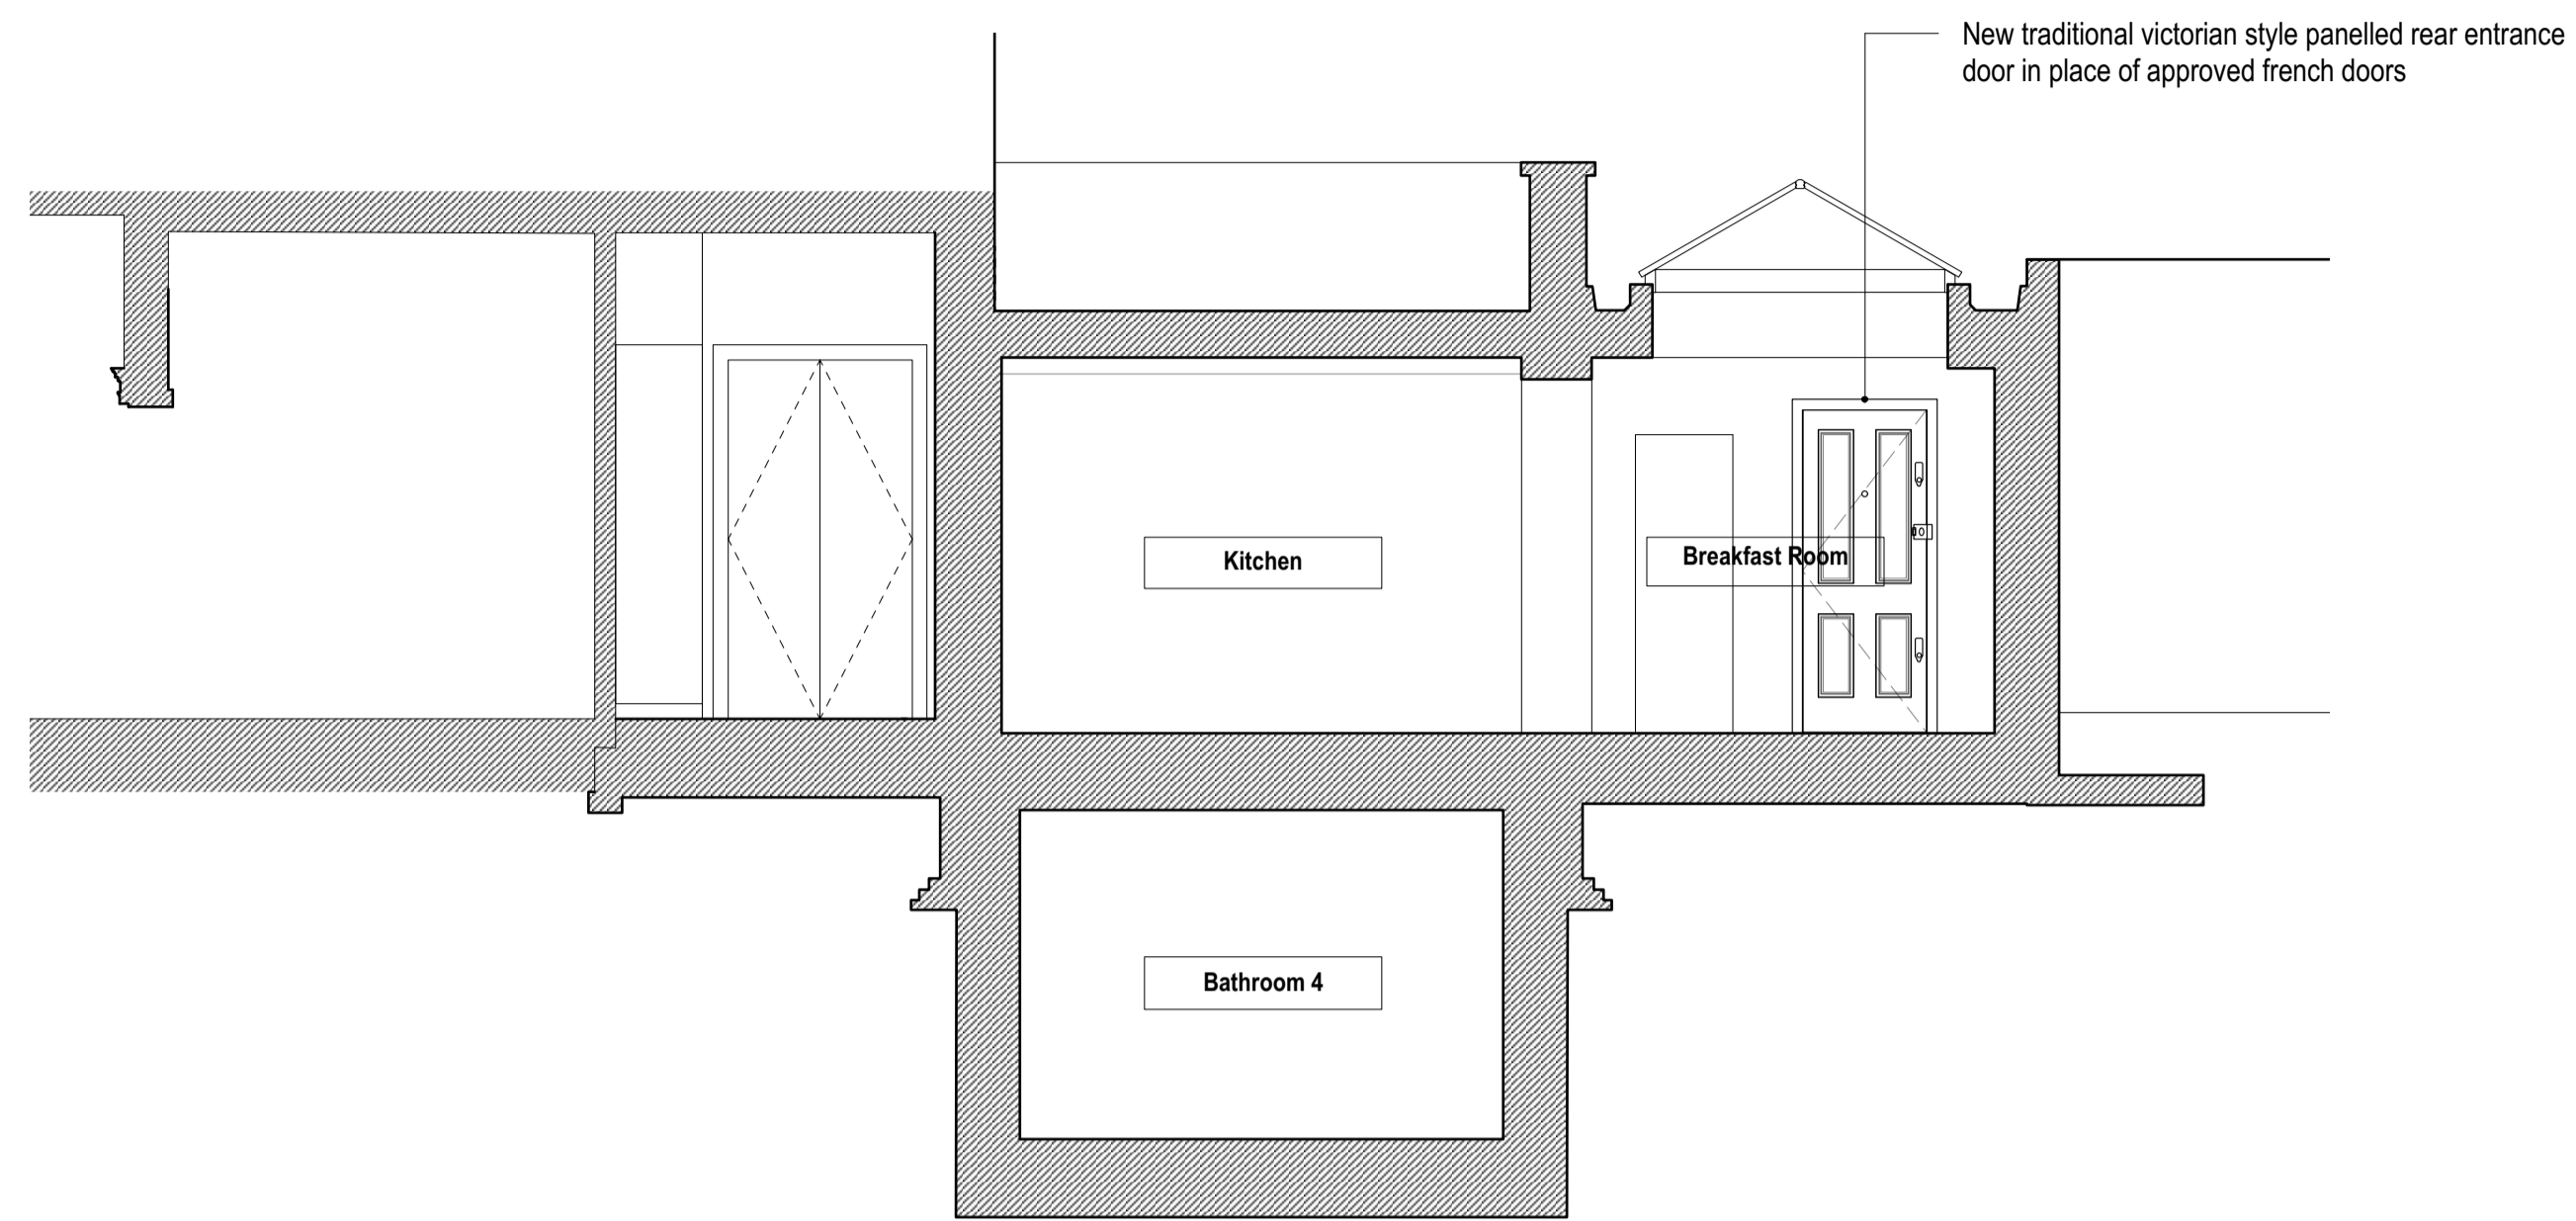 New traditional victorian style panelled rear entrance
door in place of approved french doors
Kitchen
Breakfast Room
Bathroom 4